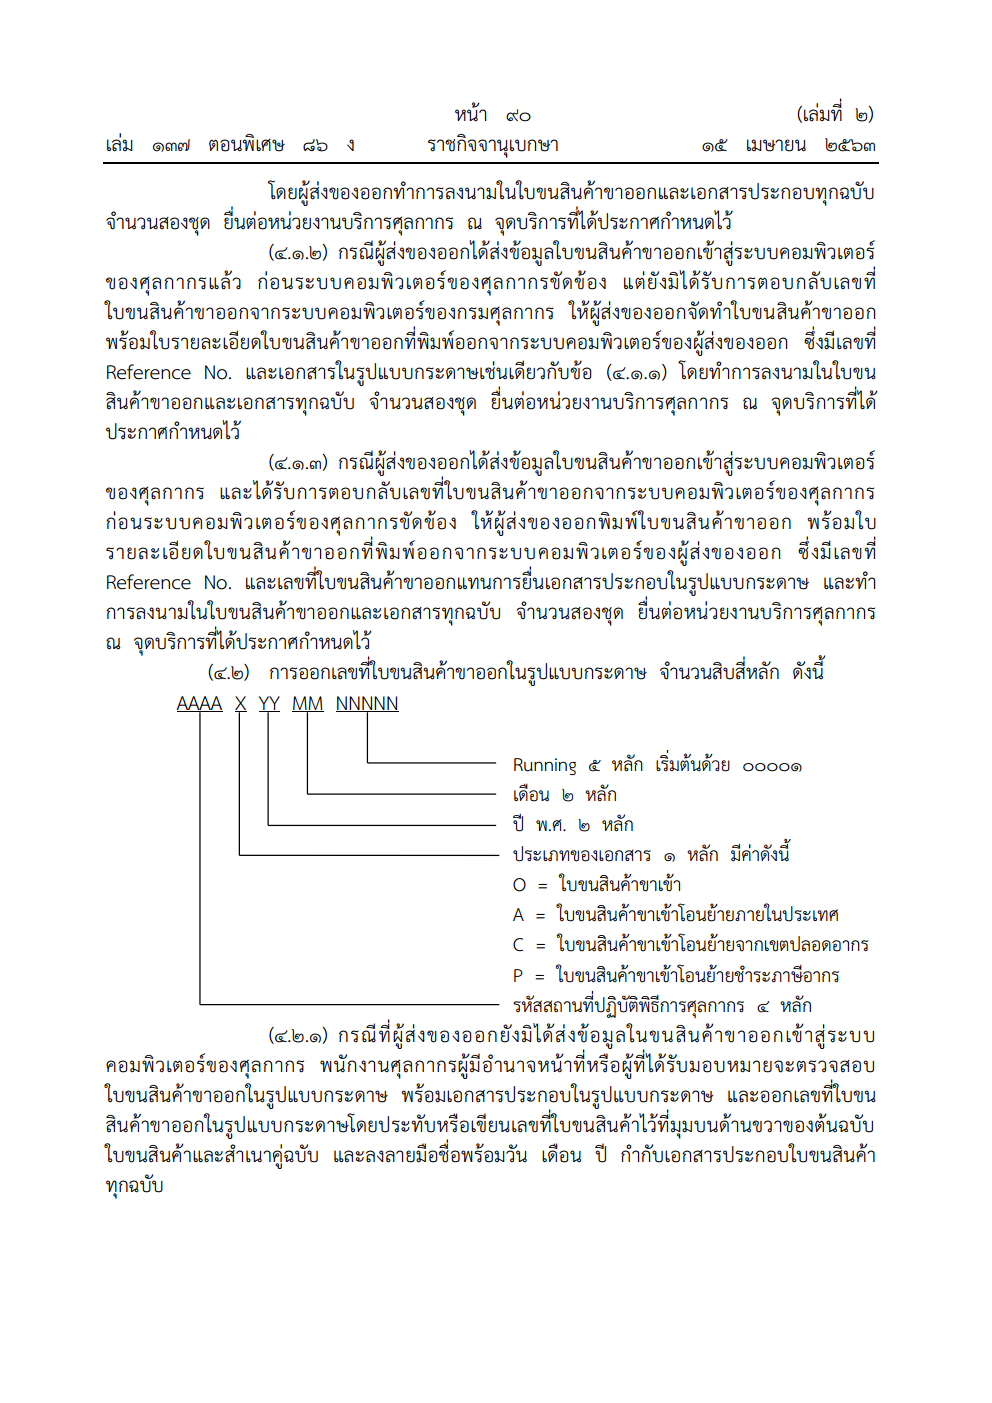 หน้า ๙๐ (เล่มที่ ๒)
เล่ม ๑๓๗ ตอนพิเศษ ๘๖ ง ราชกิจจานุเบกษา ๑๕ เมษายน ๒๕๖๓
โดยผู้ส่งของออกทำการลงนามในใบขนสินค้าขาออกและเอกสารประกอบทุกฉบับ
จำนวนสองชุด ยื่นต่อหน่วยงานบริการศุลกากร ณ จุดบริการที่ได้ประกาศกำหนดไว้
(๔.๑.๒) กรณีผู้ส่งของออกได้ส่งข้อมูลใบขนสินค้าขาออกเข้าสู่ระบบคอมพิวเตอร์
ของศุลกากรแล้ว ก่อนระบบคอมพิวเตอร์ของศุลกากรขัดข้อง แต่ยังมิได้รับการตอบกลับเลขที่
ใบขนสินค้าขาออกจากระบบคอมพิวเตอร์ของกรมศุลกากร ให้ผู้ส่งของออกจัดทำใบขนสินค้าขาออก
พร้อมใบรายละเอียดใบขนสินค้าขาออกที่พิมพ์ออกจากระบบคอมพิวเตอร์ของผู้ส่งของออก ซึ่งมีเลขที่
Reference No. และเอกสารในรูปแบบกระดาษเช่นเดียวกับข้อ (๔.๑.๑) โดยทำการลงนามในใบขน
สินค้าขาออกและเอกสารทุกฉบับ จำนวนสองชุด ยื่นต่อหน่วยงานบริการศุลกากร ณ จุดบริการที่ได้
ประกาศกำหนดไว้
(๔.๑.๓) กรณีผู้ส่งของออกได้ส่งข้อมูลใบขนสินค้าขาออกเข้าสู่ระบบคอมพิวเตอร์
ของศุลกากร และได้รับการตอบกลับเลขที่ใบขนสินค้าขาออกจากระบบคอมพิวเตอร์ของศุลกากร
ก่อนระบบคอมพิวเตอร์ของศุลกากรขัดข้อง ให้ผู้ส่งของออกพิมพ์ใบขนสินค้าขาออก พร้อมใบ
รายละเอียดใบขนสินค้าขาออกที่พิมพ์ออกจากระบบคอมพิวเตอร์ของผู้ส่งของออก ซึ่งมีเลขที่
Reference No. และเลขที่ใบขนสินค้าขาออกแทนการยื่นเอกสารประกอบในรูปแบบกระดาษ และทำ
การลงนามในใบขนสินค้าขาออกและเอกสารทุกฉบับ จำนวนสองชุด ยื่นต่อหน่วยงานบริการศุลกากร
ณ จุดบริการที่ได้ประกาศกำหนดไว้
(๔.๒) การออกเลขที่ใบขนสินค้าขาออกในรูปแบบกระดาษ จำนวนสิบสี่หลัก ดังนี้
AAAA X YY MM NNNNN
Running ๕ หลัก เริ่มต้นด้วย ๐๐๐๐๑
เดือน ๒ หลัก
ปี พ.ศ. ๒ หลัก
ประเภทของเอกสาร ๑ หลัก มีค่าดังนี้
O = ใบขนสินค้าขาเข้า
A = ใบขนสินค้าขาเข้าโอนย้ายภายในประเทศ
C = ใบขนสินค้าขาเข้าโอนย้ายจากเขตปลอดอากร
P = ใบขนสินค้าขาเข้าโอนย้ายชำระภาษีอากร
รหัสสถานที่ปฏิบัติพิธีการศุลกากร ๔ หลัก
(๔.๒.๑) กรณีที่ผู้ส่งของออกยังมิได้ส่งข้อมูลในขนสินค้าขาออกเข้าสู่ระบบ
คอมพิวเตอร์ของศุลกากร พนักงานศุลกากรผู้มีอำนาจหน้าที่หรือผู้ที่ได้รับมอบหมายจะตรวจสอบ
ใบขนสินค้าขาออกในรูปแบบกระดาษ พร้อมเอกสารประกอบในรูปแบบกระดาษ และออกเลขที่ใบขน
สินค้าขาออกในรูปแบบกระดาษโดยประทับหรือเขียนเลขที่ใบขนสินค้าไว้ที่มุมบนด้านขวาของต้นฉบับ
ใบขนสินค้าและสำเนาคู่ฉบับ และลงลายมือชื่อพร้อมวัน เดือน ปี กำกับเอกสารประกอบใบขนสินค้า
ทุกฉบับ